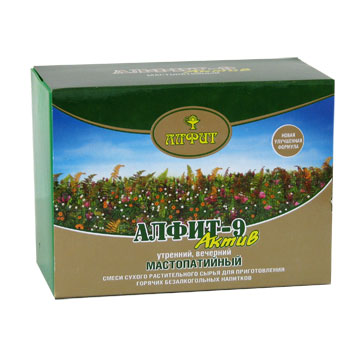 АЛФИТ
НОВАЯ
УЛУЧШЕННАЯ
ФОРМУЛА
АЛФИТ-9
Актив
утренний, вечерний
МАСТОПАТИЙНЫЙ
СМЕСИ СУХОГО РАСТИТЕЛЬНОГО СЫРЬЯ ДЛЯ ПРИГОТОВЛЕНИЯ
ГОРЯЧИХ БЕЗАЛКОГОЛЬНЫХ НАПИТКОВ